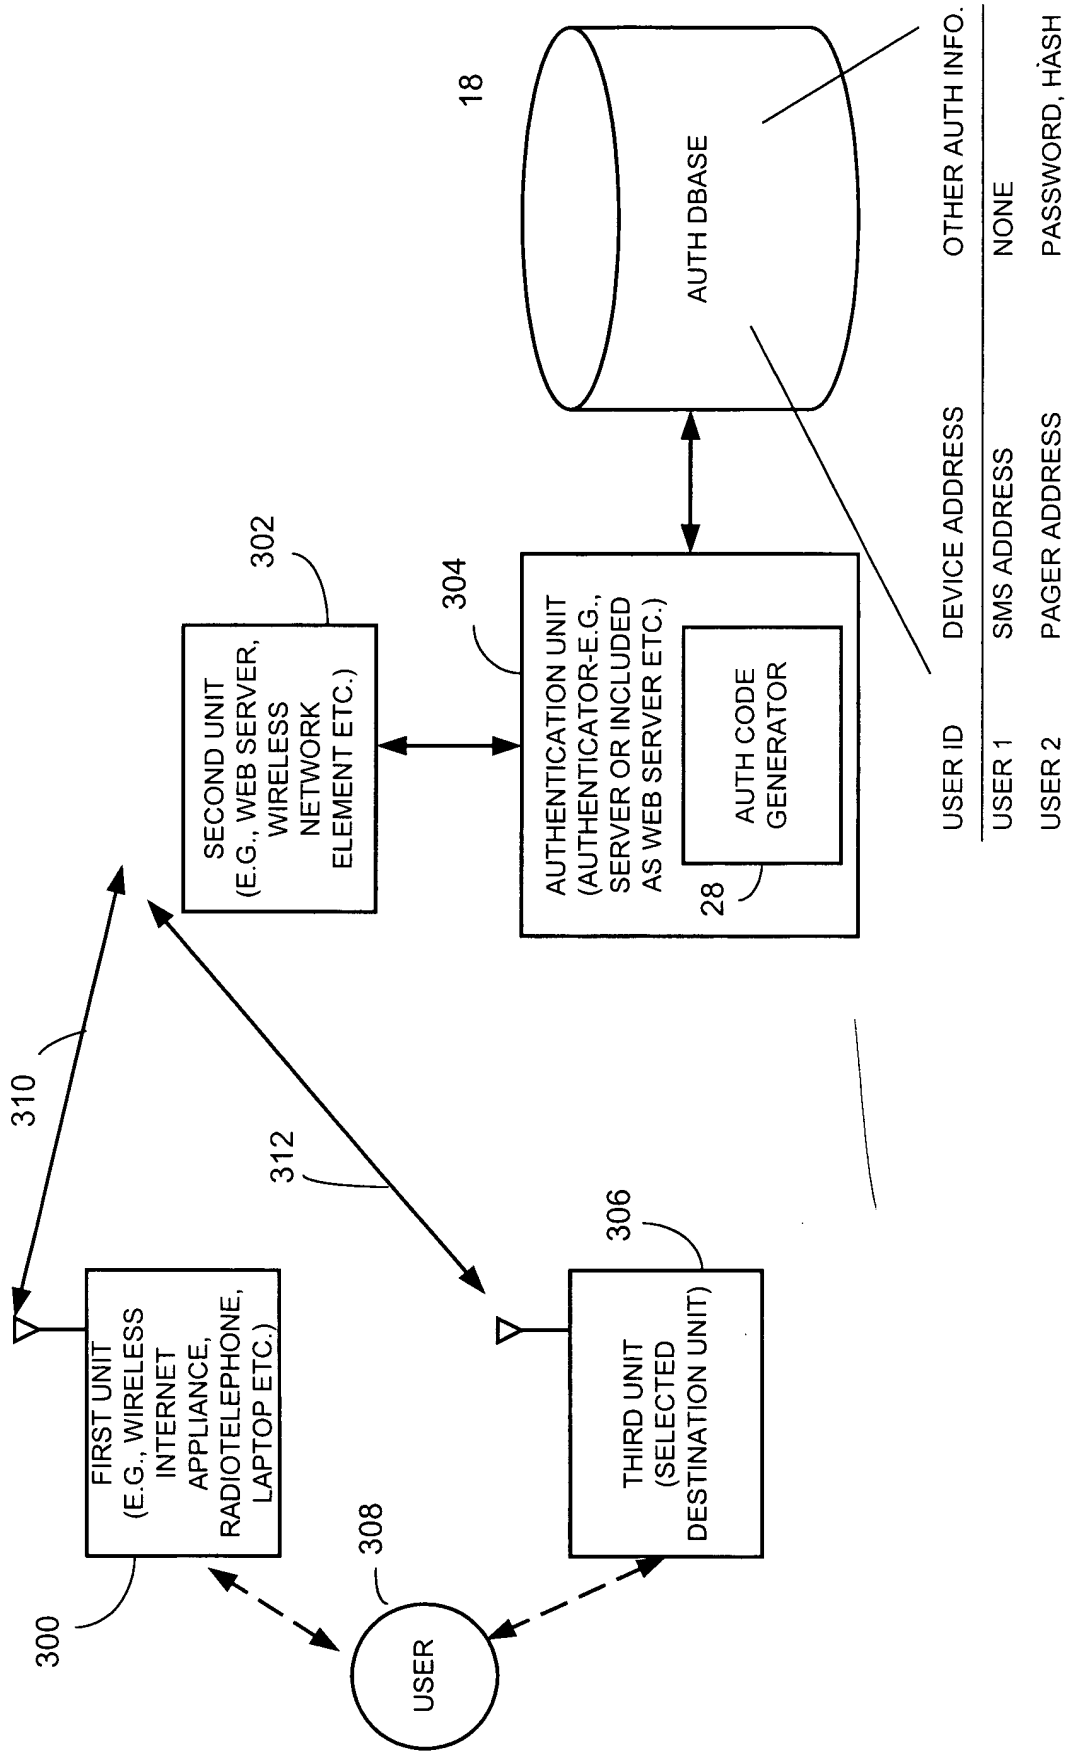 310
300
FIRST UNIT
(E.G., WIRELESS
INTERNET
APPLIANCE,
RADIOTELEPHONE,
LAPTOP ETC.)
308
USER
312
306
THIRD UNIT
(SELECTED
DESTINATION UNIT)
302
SECOND UNIT
(E.G., WEB SERVER,
WIRELESS
NETWORK
ELEMENT ETC.)
304
AUTHENTICATION UNIT
(AUTHENTICATOR-E.G.,
SERVER OR INCLUDED
AS WEB SERVER ETC.)
28
AUTH CODE
GENERATOR
18
AUTH DBASE
USER ID DEVICE ADDRESS OTHER AUTH INFO.
USER 1 SMS ADDRESS NONE
USER 2 PAGER ADDRESS PASSWORD, HASH